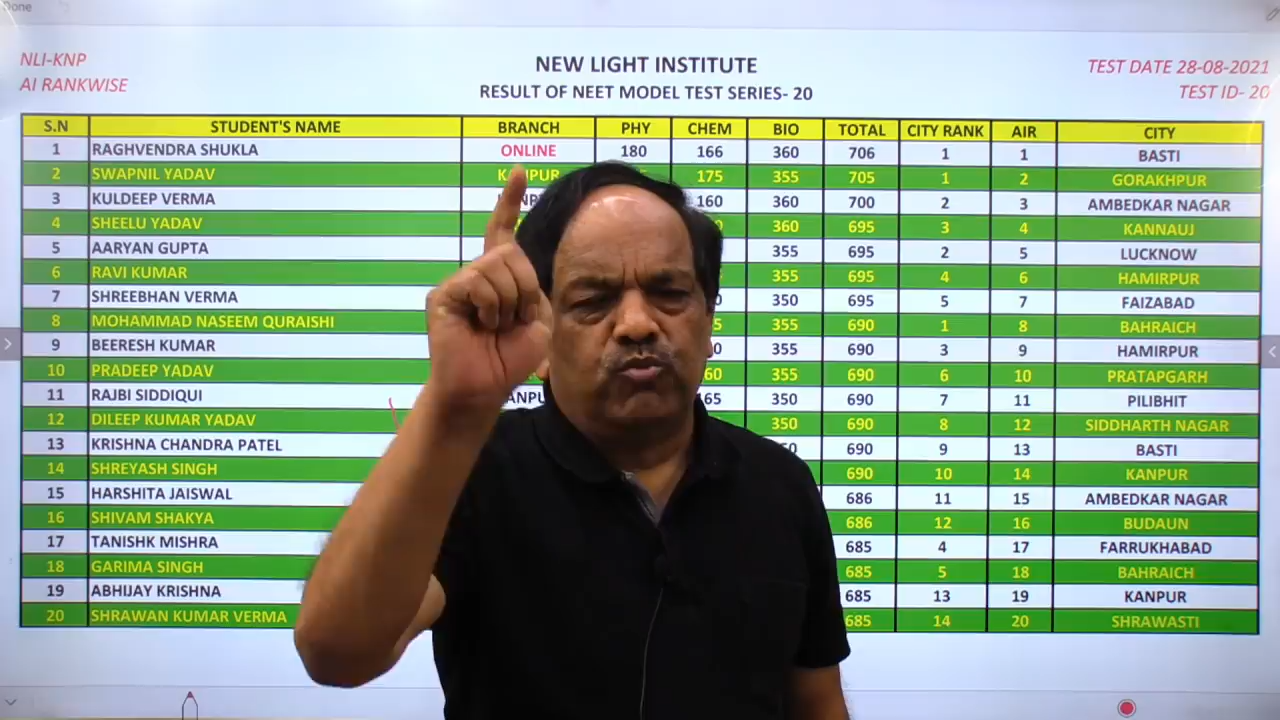 Done
NLI-KNP
AI RANKWISE
NEW LIGHT INSTITUTE
RESULT OF NEET MODEL TEST SERIES- 20
TEST DATE 28-08-2021
TEST ID- 20
S.N STUDENT'S NAME BRANCH PHY CHEM BIO TOTAL CITY RANK AIR CITY
1 RAGHVENDRA SHUKLA ONLINE 180 166 360 706 1 1 BASTI
2 SWAPNIL YADAV KANPUR 175 355 705 1 2 GORAKHPUR
3 KULDEEP VERMA 160 360 700 2 3 AMBEDKAR NAGAR
4 SHEELU YADAV 360 695 3 4 KANNAUJ
5 AARYAN GUPTA 355 695 2 5 LUCKNOW
6 RAVI KUMAR 355 695 4 6 HAMIRPUR
7 SHREEBHAN VERMA 350 695 5 7 FAIZABAD
8 MOHAMMAD NASEEM QURAISHI 355 690 1 8 BAHRAICH
9 BEERESH KUMAR 355 690 3 9 HAMIRPUR
10 PRADEEP YADAV 355 690 6 10 PRATAPGARH
11 RAJBI SIDDIQUI 165 350 690 7 11 PILIBHIT
12 DILEEP KUMAR YADAV 350 690 8 12 SIDDHARTH NAGAR
13 KRISHNA CHANDRA PATEL 690 9 13 BASTI
14 SHREYASH SINGH 690 10 14 KANPUR
15 HARSHITA JAISWAL 686 11 15 AMBEDKAR NAGAR
16 SHIVAM SHAKYA 686 12 16 BUDAUN
17 TANISHK MISHRA 685 4 17 FARRUKHABAD
18 GARIMA SINGH 685 5 18 BAHRAICH
19 ABHIJAY KRISHNA 685 13 19 KANPUR
20 SHRAWAN KUMAR VERMA 685 14 20 SHRAWASTI